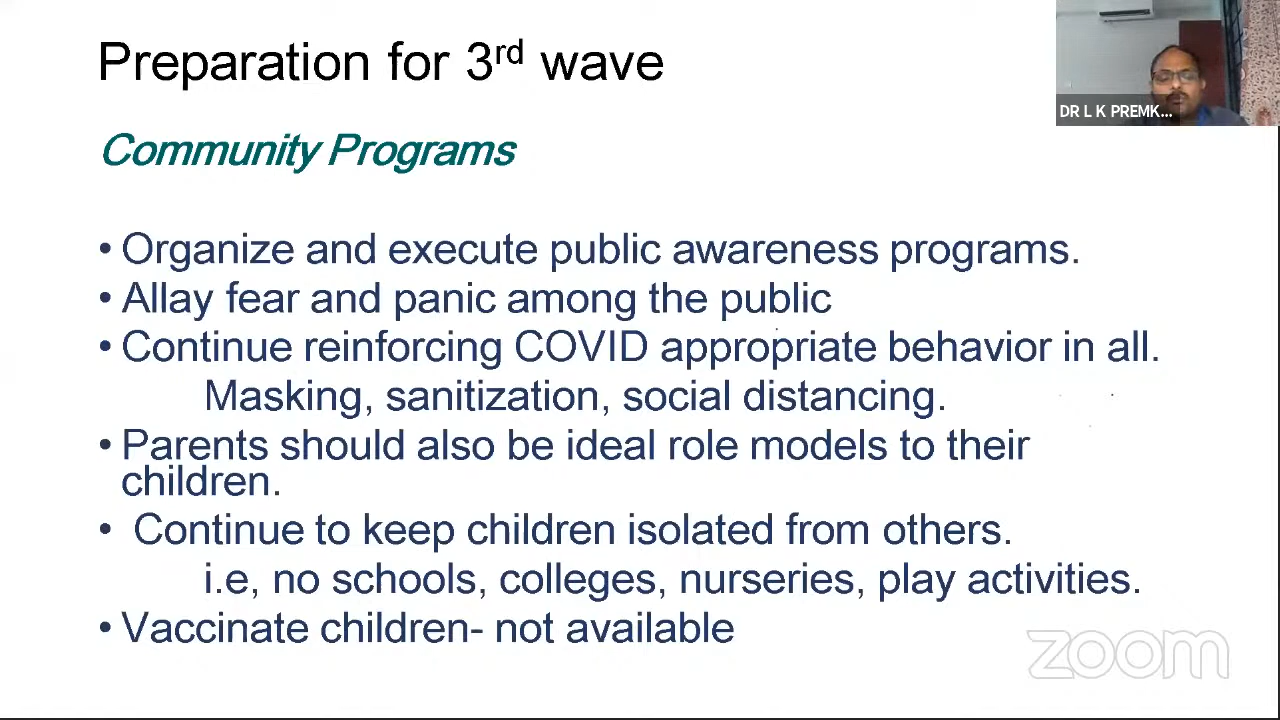 Preparation for 3rd wave
DR L K PREMK...
Community Programs
• Organize and execute public awareness programs.
• Allay fear and panic among the public
• Continue reinforcing COVID appropriate behavior in all.
Masking, sanitization, social distancing.
• Parents should also be ideal role models to their
children.
• Continue to keep children isolated from others.
i.e, no schools, colleges, nurseries, play activities.
• Vaccinate children- not available
zoom